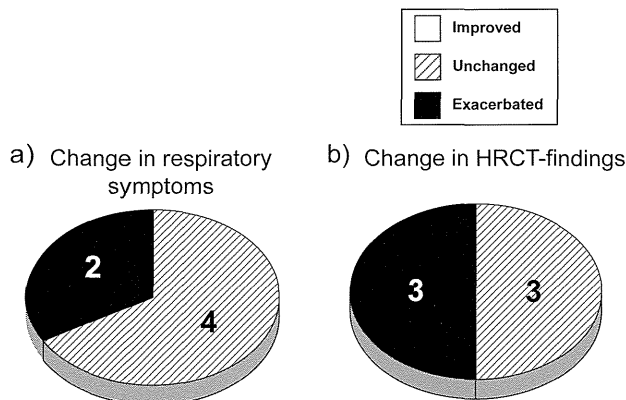 Improved
Unchanged
Exacerbated
a) Change in respiratory
symptoms
b) Change in HRCT-findings
2
4
3
3